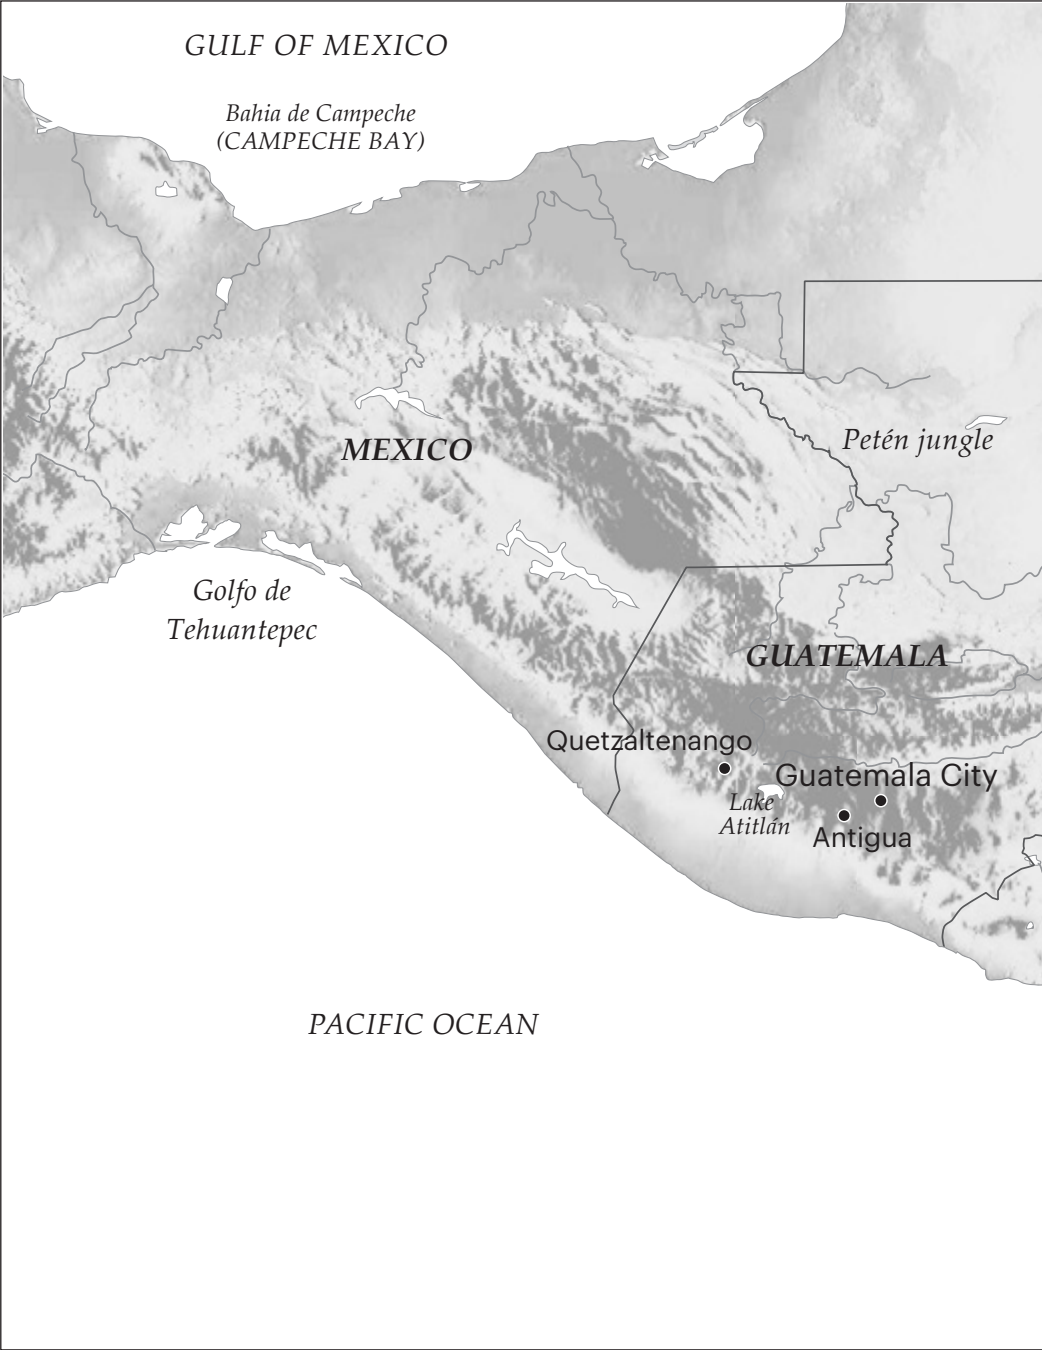 GULF OF MEXICO
Bahia de Campeche
(CAMPECHE BAY)
Petén jungle
MEXICO
Golfo de
Tehuantepec
GUATEMALA
Quetzaltenango
Guatemala City
Lake
Atitlán
Antigua
PACIFIC OCEAN